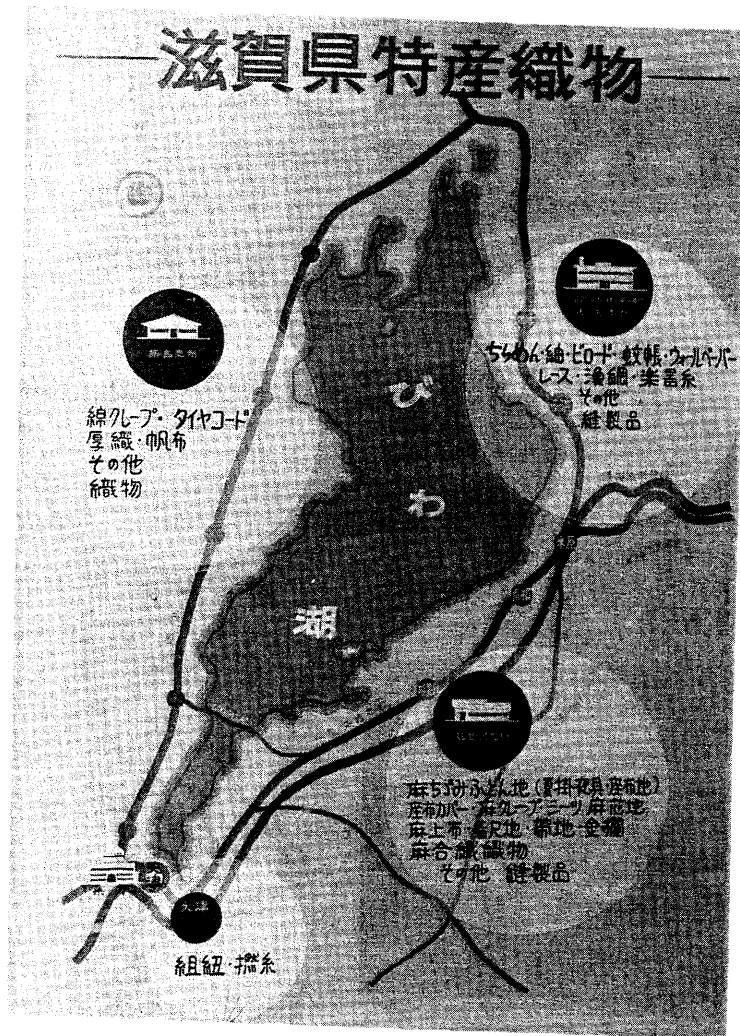 滋賀県特産織物
ちりめん・紬・ビロード・蚊帳・ウォールペーパー
レース・漁網・楽器糸
その他
縫製品
綿クレープ・タイヤコード
厚織・帆布
その他
織物
びわ
湖
麻ちぢみふとん地(夏掛・夜具・座布地)
座布カバー・麻クレープ・シーツ
麻上布
帯地・金襴
麻合繊織物
その他 縫製品
大津
組紐・撚糸